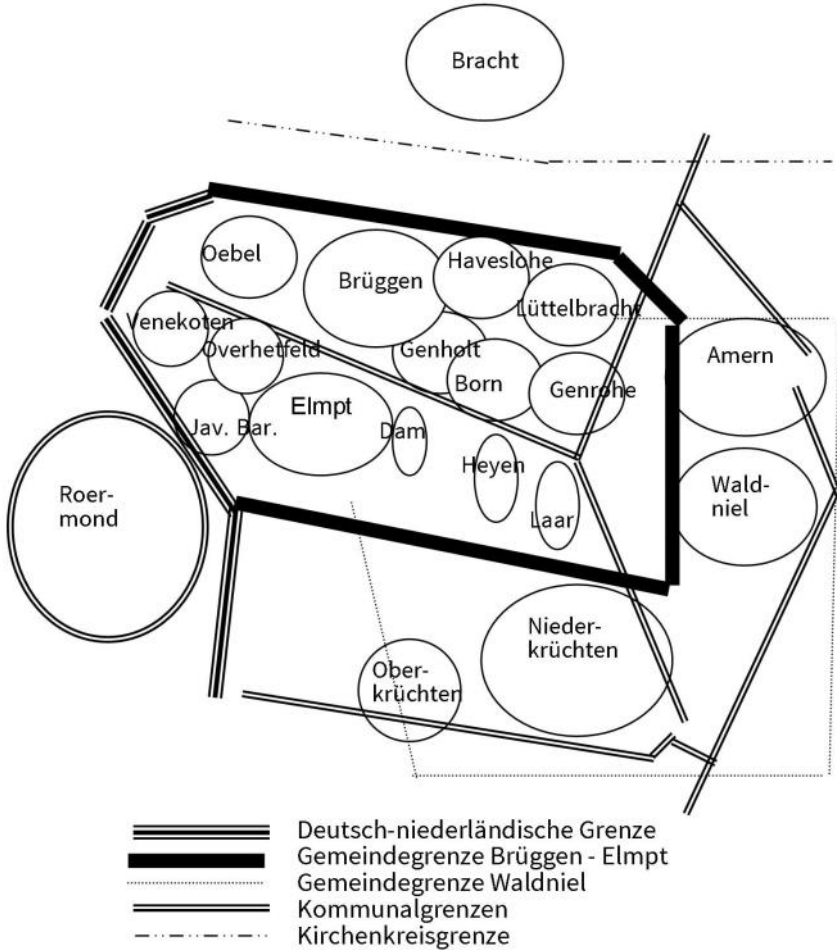 Bracht
Oebel
Brüggen
Haveslohe
Lüttelbracht
Venekoten
Overhetfeld
Genholt
Amern
Born
Genrohe
Jav. Bar.
Elmpt
Dam
Heyen
Laar
Roer-
mond
Wald-
niel
Nieder-
krüchten
Ober-
krüchten
Deutsch-niederländische Grenze
Gemeindegrenze Brüggen - Elmpt
Gemeindegrenze Waldniel
Kommunalgrenzen
Kirchenkreisgrenze